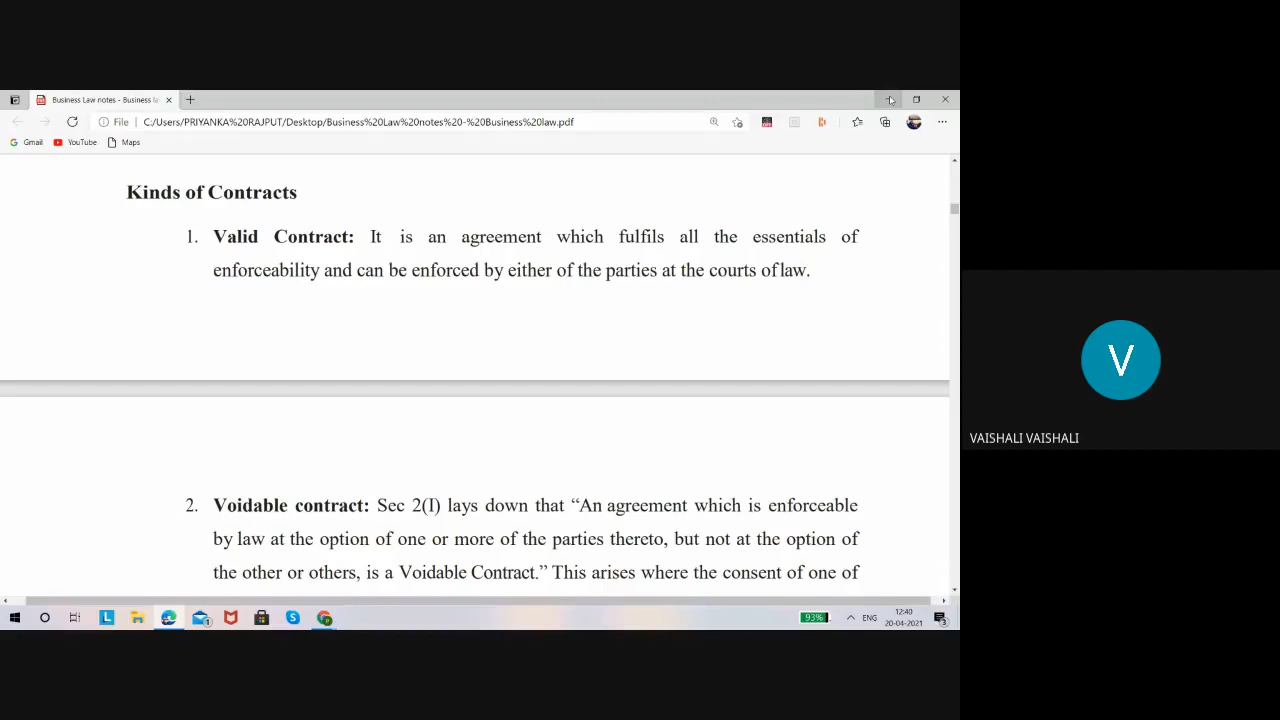 Business Law notes - Business la
File
C:/Users/PRIYANKA%20RAJPUT/Desktop/Business%20Law%20notes%20-%20Business%20law.pdf
Gmail YouTube Maps
Kinds of Contracts
1. Valid Contract: It is an agreement which fulfils all the essentials of
enforceability and can be enforced by either of the parties at the courts of law.
2. Voidable contract: Sec 2(I) lays down that “An agreement which is enforceable
by law at the option of one or more of the parties thereto, but not at the option of
the other or others, is a Voidable Contract.” This arises where the consent of one of
V
VAISHALI VAISHALI
93%
ENG
12:40
20-04-2021